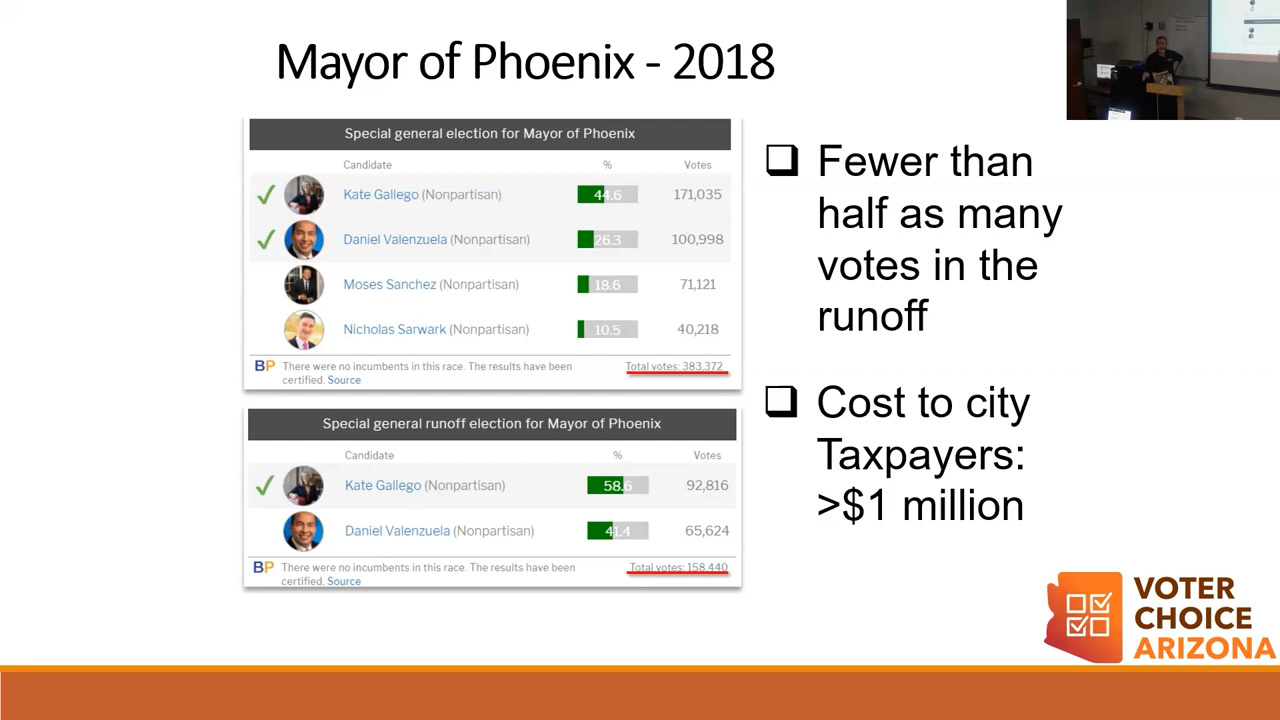 Mayor of Phoenix - 2018
Special general election for Mayor of Phoenix
Candidate % Votes
Kate Gallego (Nonpartisan) 44.6 171,035
Daniel Valenzuela (Nonpartisan) 26.3 100,998
Moses Sanchez (Nonpartisan) 18.6 71,121
Nicholas Sarwark (Nonpartisan) 10.5 40,218
BP There were no incumbents in this race. The results have been Total votes: 383,372
certified. Source
Special general runoff election for Mayor of Phoenix
Candidate % Votes
Kate Gallego (Nonpartisan) 58.6 92,816
Daniel Valenzuela (Nonpartisan) 41.4 65,624
BP There were no incumbents in this race. The results have been Total votes: 158,440
certified. Source
Fewer than
half as many
votes in the
runoff
Cost to city
Taxpayers:
>$1 million
VOTER
CHOICE
ARIZONA